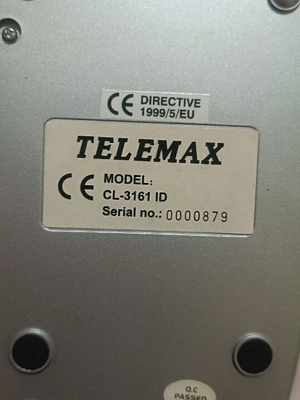 CE DIRECTIVE
1999/5/EU
TELEMAX
CE MODEL:
CL-3161 ID
Serial no.: 0000879
Q.C
PASSED